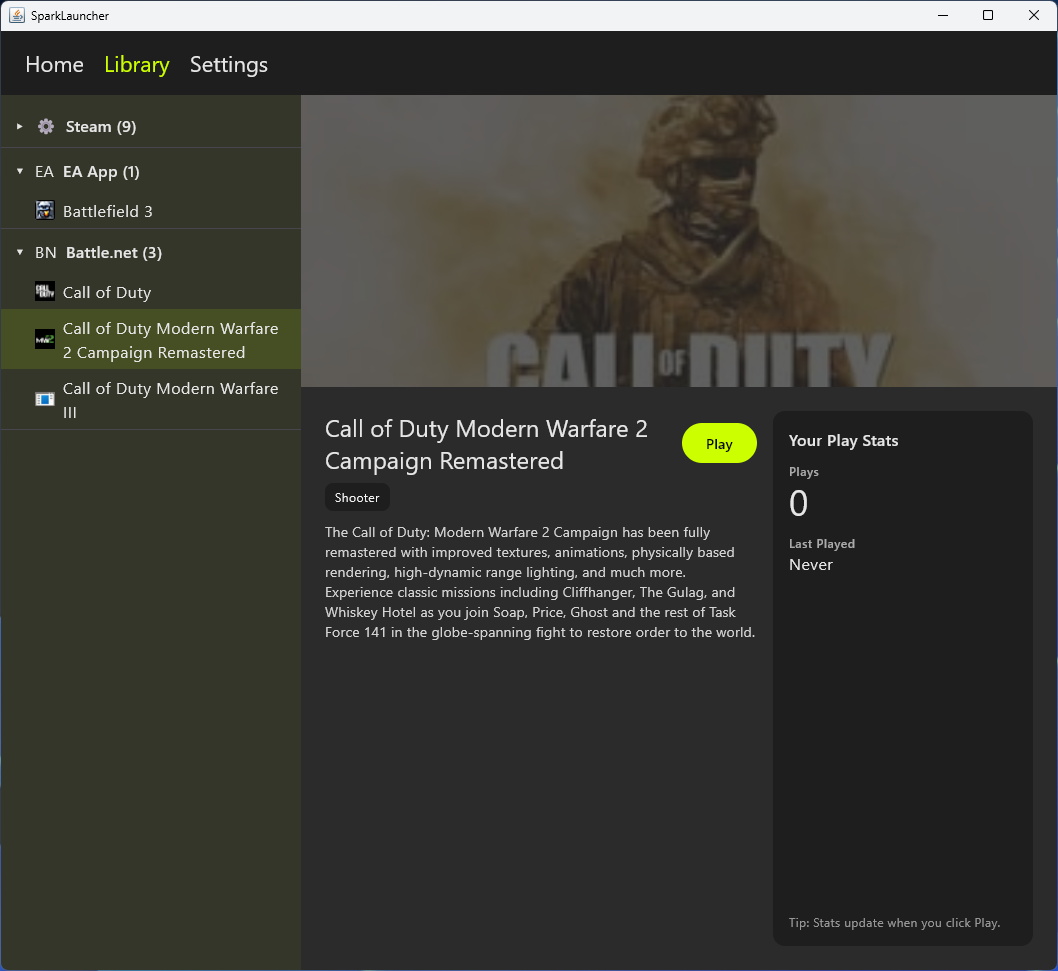 SparkLauncher
Home Library Settings
Steam (9)
EA EA App (1)
Battlefield 3
BN Battle.net (3)
CALL OF DUTY
Call of Duty
MW2
Call of Duty Modern Warfare
2 Campaign Remastered
Call of Duty Modern Warfare
III
CALL OF DUTY
Call of Duty Modern Warfare 2
Campaign Remastered
Play
Shooter
The Call of Duty: Modern Warfare 2 Campaign has been fully
remastered with improved textures, animations, physically based
rendering, high-dynamic range lighting, and much more.
Experience classic missions including Cliffhanger, The Gulag, and
Whiskey Hotel as you join Soap, Price, Ghost and the rest of Task
Force 141 in the globe-spanning fight to restore order to the world.
Your Play Stats
Plays
0
Last Played
Never
Tip: Stats update when you click Play.